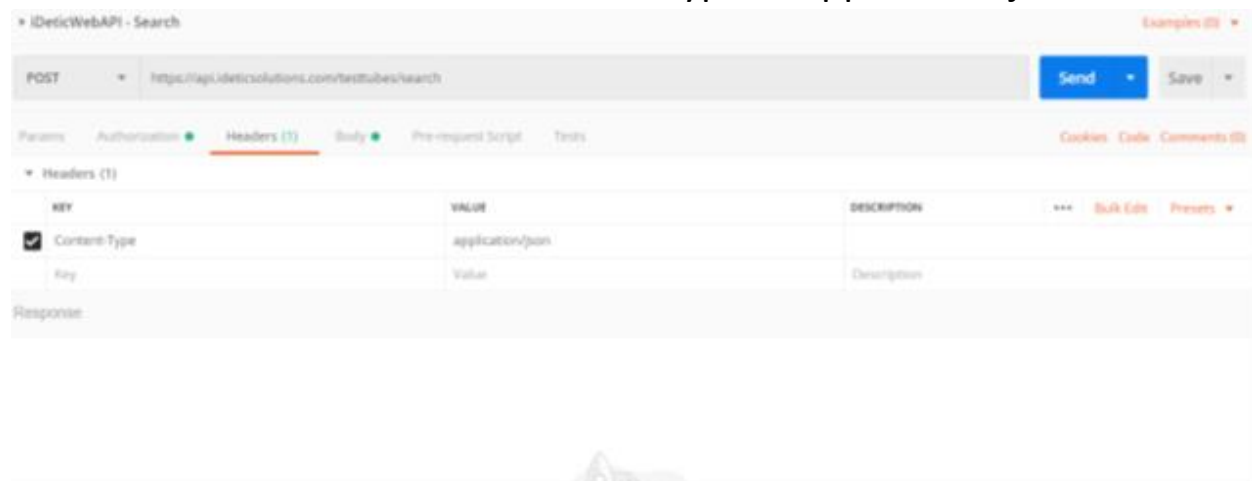 iDeticWebAPI - Search Examples (0)
POST https://api.ideticsolutions.com/testtubes/search Send Save
Params Authorization Headers (1) Body Pre-request Script Tests Cookies Code Comments (0)
Headers (1)
KEY VALUE DESCRIPTION ••• Bulk Edit Presets
Content-Type application/json
Key Value Description
Response